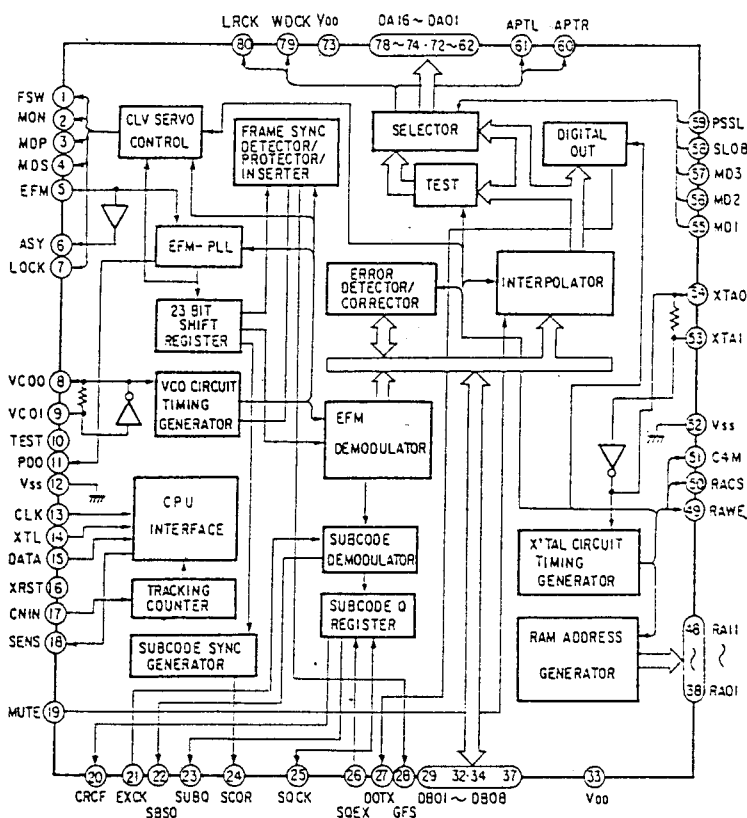 LRCK WDCK VDD DA16~DA01 APTL APTR
80 79 73 78~74·72~62 61 60
FSW 1
MON 2
MDP 3
MDS 4
EFM 5
ASY 6
LOCK 7
VCO0 8
VCO1 9
TEST 10
PDO 11
Vss 12
CLK 13
XTL 14
DATA 15
XRST 16
CNIN 17
SENS 18
MUTE 19
CLV SERVO
CONTROL
FRAME SYNC
DETECTOR/
PROTECTOR/
INSERTER
SELECTOR
TEST
DIGITAL
OUT
EFM-PLL
23 BIT
SHIFT
REGISTER
ERROR
DETECTOR/
CORRECTOR
INTERPOLATOR
VCO CIRCUIT
TIMING
GENERATOR
EFM
DEMODULATOR
CPU
INTERFACE
SUBCODE
DEMODULATOR
TRACKING
COUNTER
SUBCODE Q
REGISTER
SUBCODE SYNC
GENERATOR
X'TAL CIRCUIT
TIMING
GENERATOR
RAM ADDRESS
GENERATOR
59 PSSL
58 SLOB
57 MD3
56 MD2
55 MD1
54 XTAO
53 XTAI
52 Vss
51 C4M
50 RACS
49 RAWE
48 RA11
38 RA01
20 21 22 23 24 25 26 27 28 29 32·34 37 33
CRCF EXCK SBSO SUBQ SCOR SQCK SQEX DOTX GFS DB01~DB08 VDD